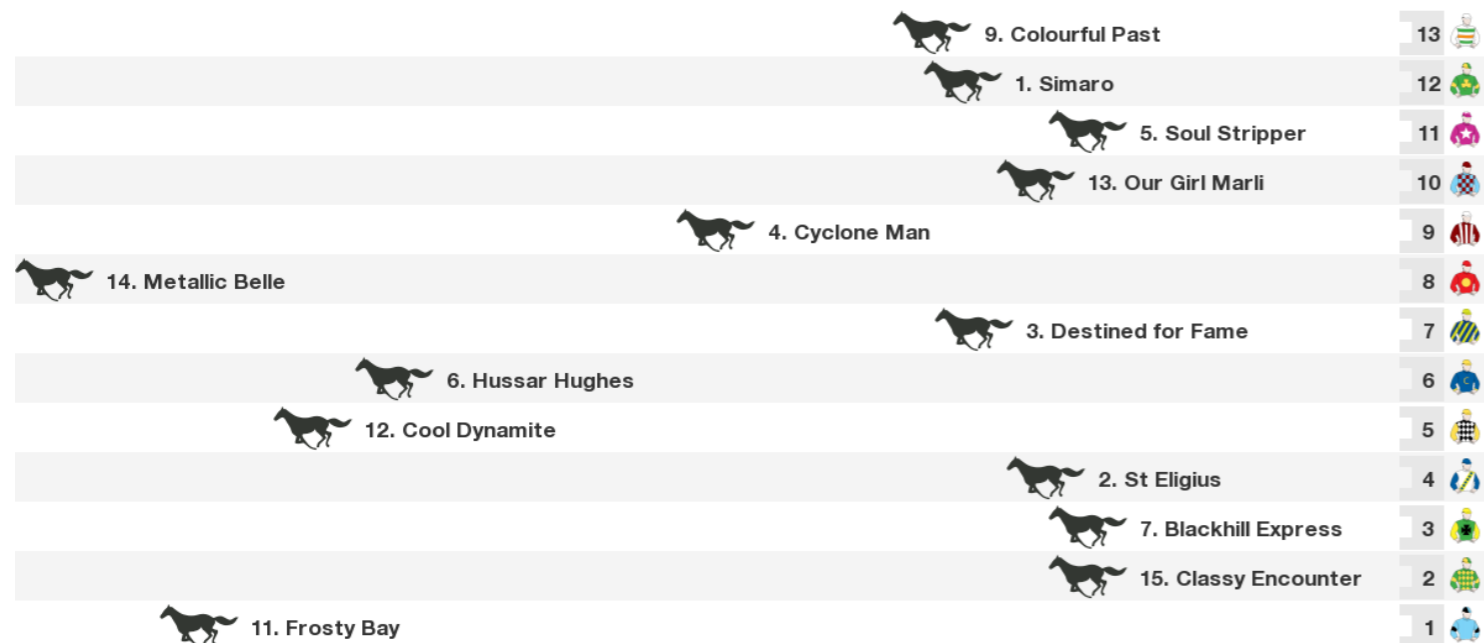 9. Colourful Past 13
1. Simaro 12
5. Soul Stripper 11
13. Our Girl Marli 10
4. Cyclone Man 9
14. Metallic Belle 8
3. Destined for Fame 7
6. Hussar Hughes 6
12. Cool Dynamite 5
2. St Eligius 4
7. Blackhill Express 3
15. Classy Encounter 2
11. Frosty Bay 1